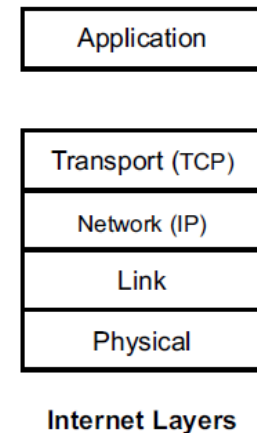 Application
Transport (TCP)
Network (IP)
Link
Physical
Internet Layers